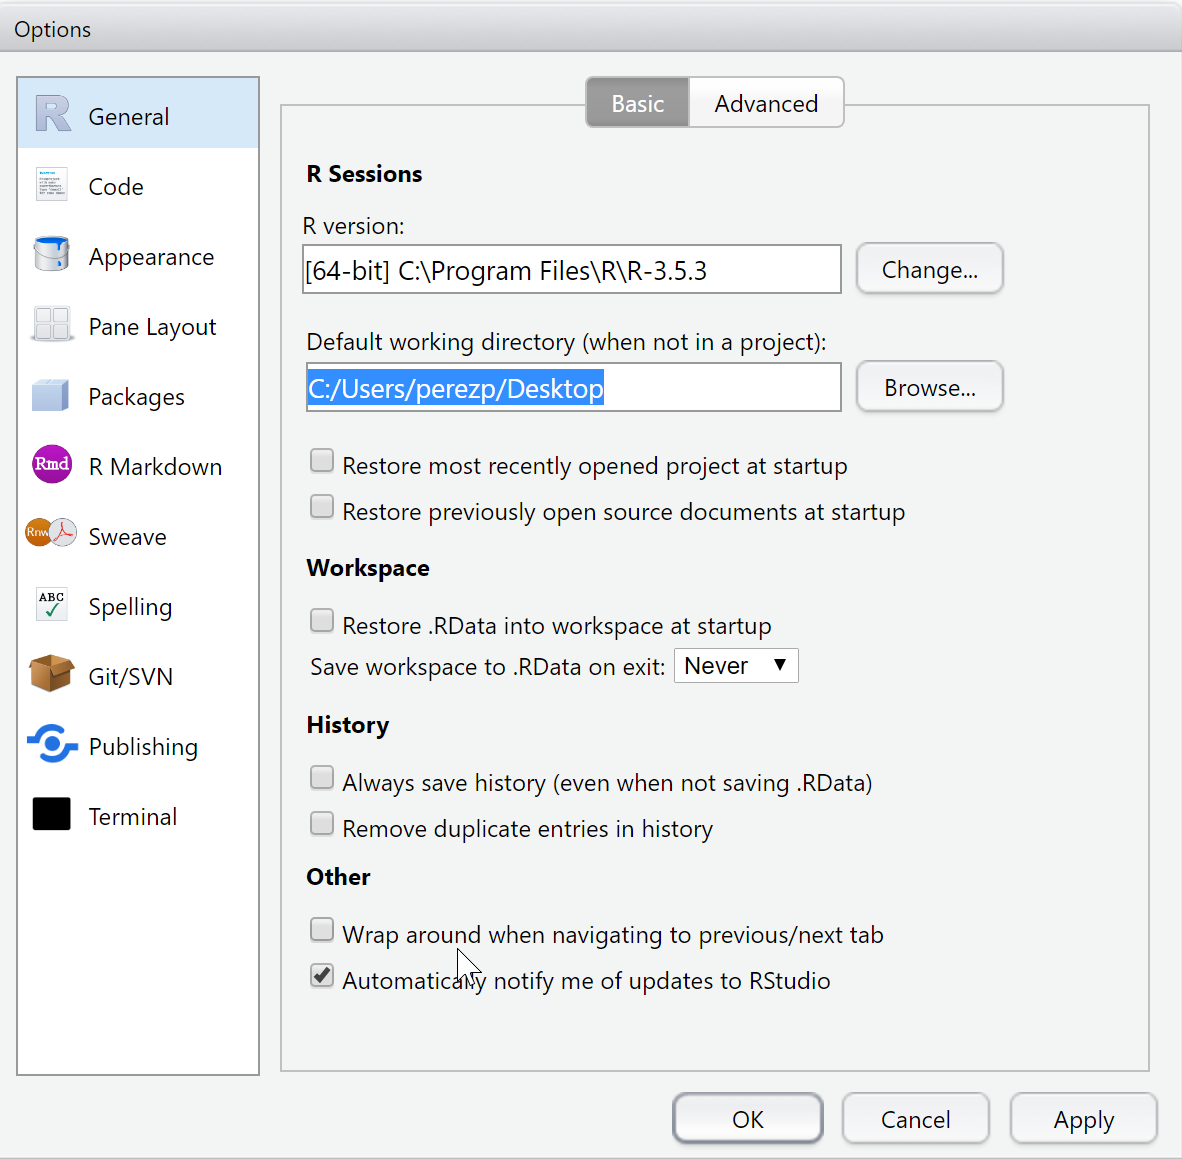 Options
General
Code
Appearance
Pane Layout
Packages
Rmd
R Markdown
Rnw
Sweave
ABC
Spelling
Git/SVN
Publishing
Terminal
Basic
Advanced
R Sessions
R version:
[64-bit] C:\Program Files\R\R-3.5.3
Change...
Default working directory (when not in a project):
C:/Users/perezp/Desktop
Browse...
Restore most recently opened project at startup
Restore previously open source documents at startup
Workspace
Restore .RData into workspace at startup
Save workspace to .RData on exit: Never
History
Always save history (even when not saving .RData)
Remove duplicate entries in history
Other
Wrap around when navigating to previous/next tab
Automatically notify me of updates to RStudio
OK
Cancel
Apply